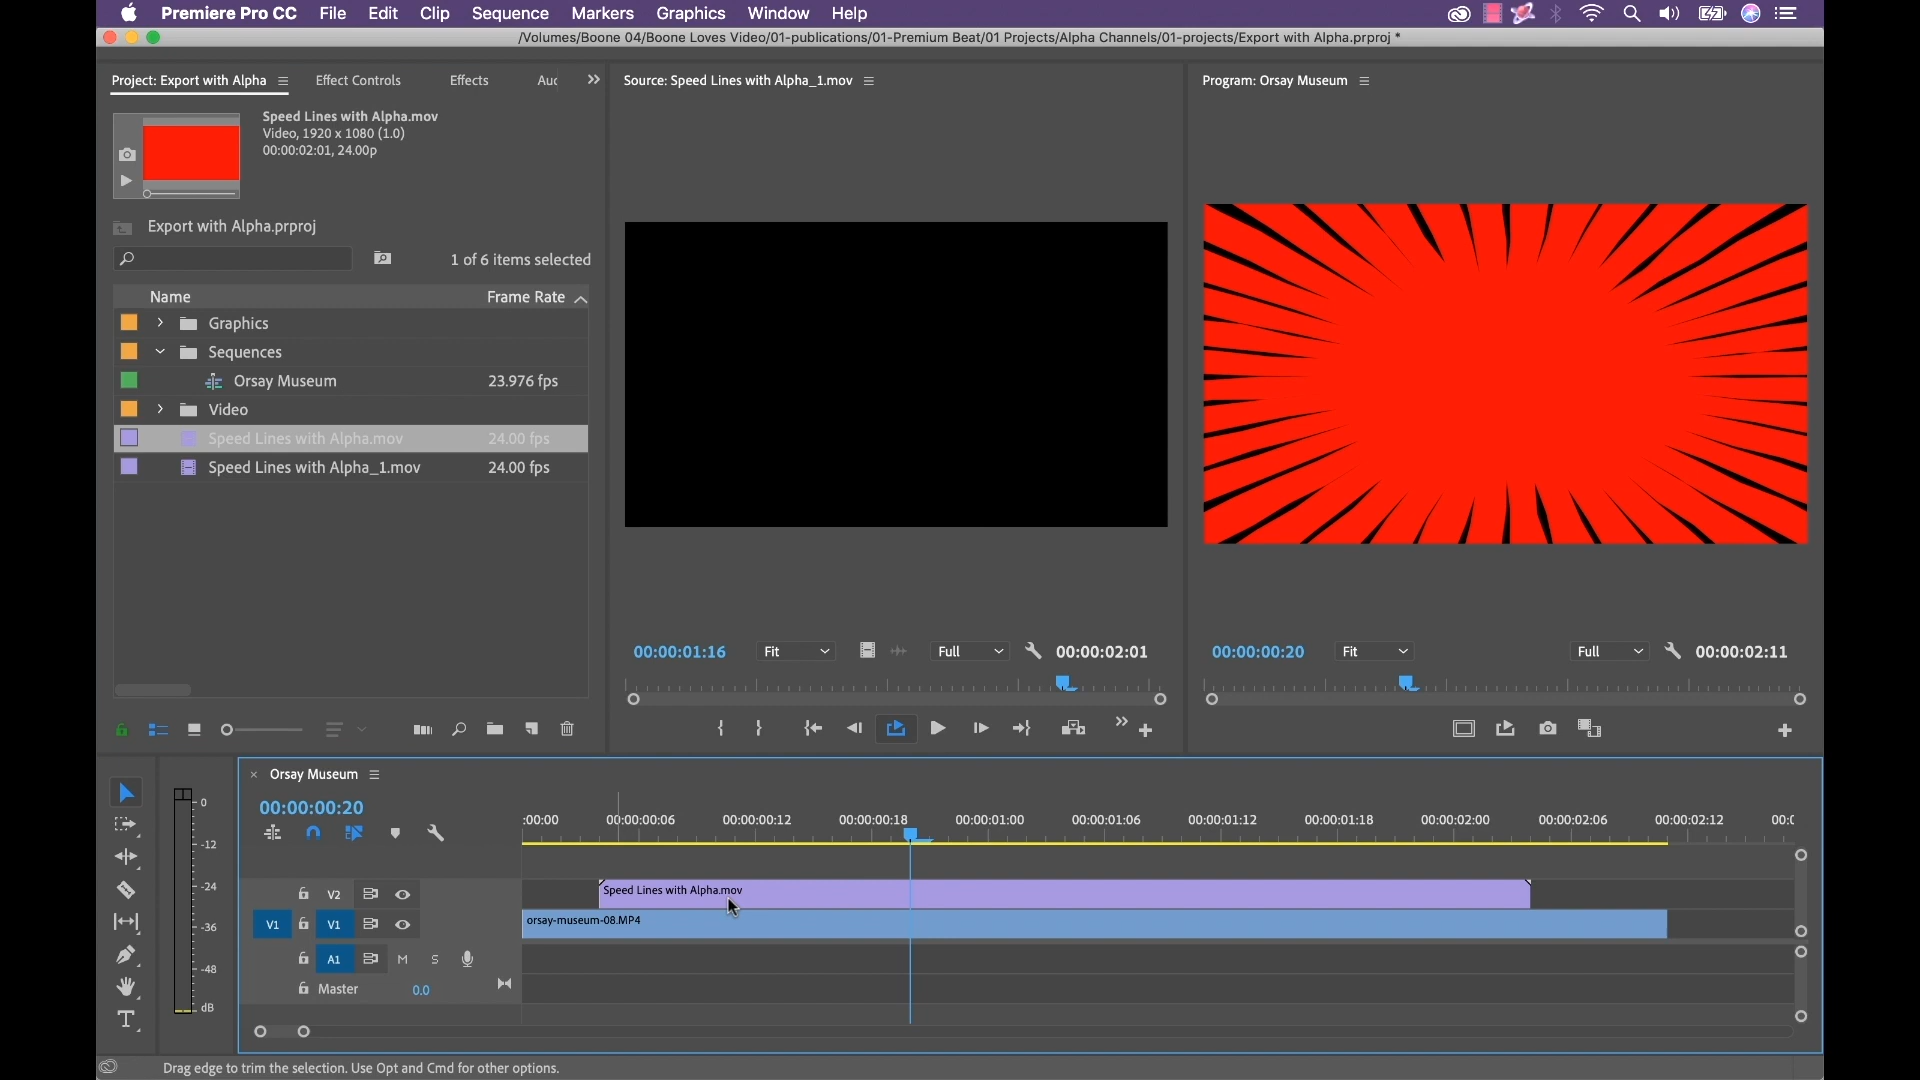 Premiere Pro CC File Edit Clip Sequence Markers Graphics Window Help
/Volumes/Boone 04/Boone Loves Video/01-publications/01-Premium Beat/01 Projects/Alpha Channels/01-projects/Export with Alpha.prproj *
Project: Export with Alpha Effect Controls Effects Auc
Source: Speed Lines with Alpha_1.mov
Program: Orsay Museum
Speed Lines with Alpha.mov
Video, 1920 x 1080 (1.0)
00:00:02:01, 24.00p
Export with Alpha.prproj
1 of 6 items selected
Name Frame Rate
Graphics
Sequences
Orsay Museum 23.976 fps
Video
Speed Lines with Alpha.mov 24.00 fps
Speed Lines with Alpha_1.mov 24.00 fps
00:00:01:16 Fit Full 00:00:02:01
00:00:00:20 Fit Full 00:00:02:11
Orsay Museum
00:00:00:20
:00:00 00:00:00:06 00:00:00:12 00:00:00:18 00:00:01:00 00:00:01:06 00:00:01:12 00:00:01:18 00:00:02:00 00:00:02:06 00:00:02:12 00:0
V2 Speed Lines with Alpha.mov
V1 V1 orsay-museum-08.MP4
A1 M S
Master 0.0
0
-12
-24
-36
-48
dB
Drag edge to trim the selection. Use Opt and Cmd for other options.